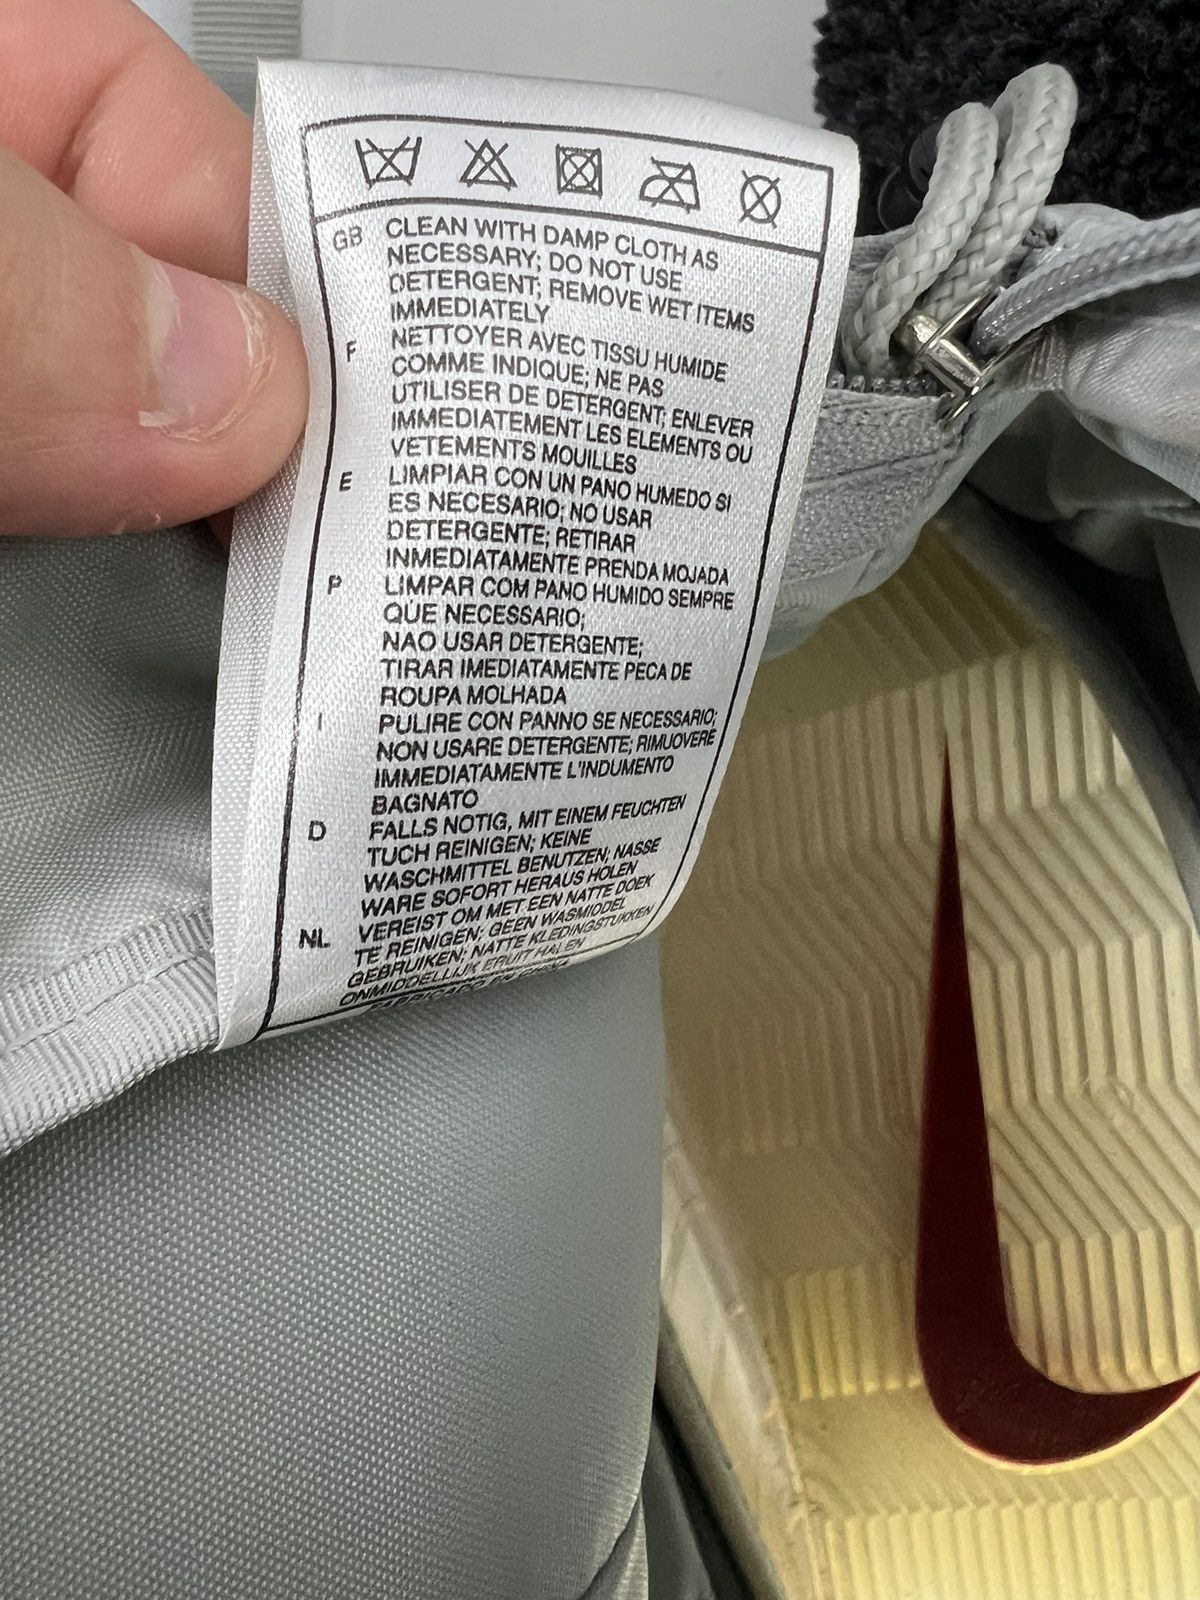 GB CLEAN WITH DAMP CLOTH AS
NECESSARY; DO NOT USE
DETERGENT; REMOVE WET ITEMS
IMMEDIATELY
F NETTOYER AVEC TISSU HUMIDE
COMME INDIQUE; NE PAS
UTILISER DE DETERGENT; ENLEVER
IMMEDIATEMENT LES ELEMENTS OU
VETEMENTS MOUILLES
E LIMPIAR CON UN PANO HUMEDO SI
ES NECESARIO; NO USAR
DETERGENTE; RETIRAR
INMEDIATAMENTE PRENDA MOJADA
P LIMPAR COM PANO HUMIDO SEMPRE
QUE NECESSARIO;
NAO USAR DETERGENTE;
TIRAR IMEDIATAMENTE PECA DE
ROUPA MOLHADA
I PULIRE CON PANNO SE NECESSARIO;
NON USARE DETERGENTE; RIMUOVERE
IMMEDIATAMENTE L'INDUMENTO
BAGNATO
D FALLS NOTIG, MIT EINEM FEUCHTEN
TUCH REINIGEN; KEINE
WASCHMITTEL BENUTZEN; NASSE
WARE SOFORT HERAUS HOLEN
NL VEREIST OM MET EEN NATTE DOEK
TE REINIGEN; GEEN WASMIDDEL
GEBRUIKEN; NATTE KLEDINGSTUKKEN
ONMIDDELLIJK ERUIT HALEN
FABRICADO EN CHINA